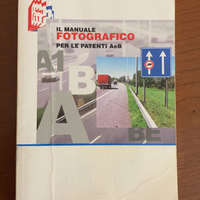 IL MANUALE
FOTOGRAFICO
PER LE PATENTI AeB
A1
B
A
BE